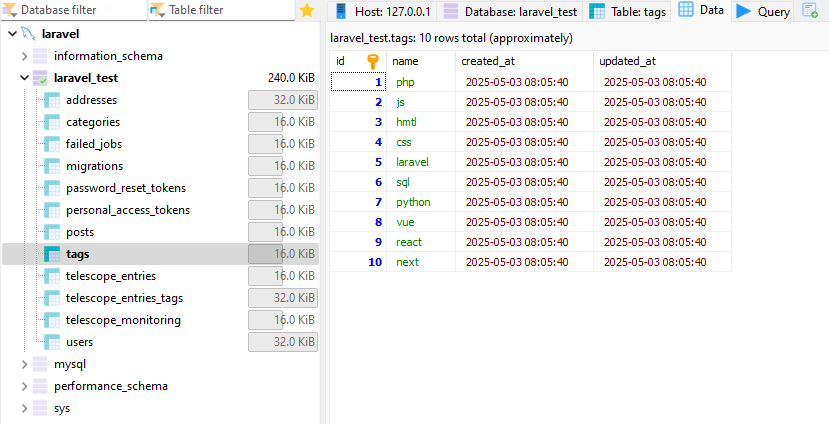 Database filter
Table filter
laravel
information_schema
laravel_test 240.0 KiB
addresses 32.0 KiB
categories 16.0 KiB
failed_jobs 16.0 KiB
migrations 16.0 KiB
password_reset_tokens 16.0 KiB
personal_access_tokens 16.0 KiB
posts 16.0 KiB
tags 16.0 KiB
telescope_entries 16.0 KiB
telescope_entries_tags 32.0 KiB
telescope_monitoring 16.0 KiB
users 32.0 KiB
mysql
performance_schema
sys
Host: 127.0.0.1 Database: laravel_test Table: tags Data Query
laravel_test.tags: 10 rows total (approximately)
id name created_at updated_at
1 php 2025-05-03 08:05:40 2025-05-03 08:05:40
2 js 2025-05-03 08:05:40 2025-05-03 08:05:40
3 hmtl 2025-05-03 08:05:40 2025-05-03 08:05:40
4 css 2025-05-03 08:05:40 2025-05-03 08:05:40
5 laravel 2025-05-03 08:05:40 2025-05-03 08:05:40
6 sql 2025-05-03 08:05:40 2025-05-03 08:05:40
7 python 2025-05-03 08:05:40 2025-05-03 08:05:40
8 vue 2025-05-03 08:05:40 2025-05-03 08:05:40
9 react 2025-05-03 08:05:40 2025-05-03 08:05:40
10 next 2025-05-03 08:05:40 2025-05-03 08:05:40